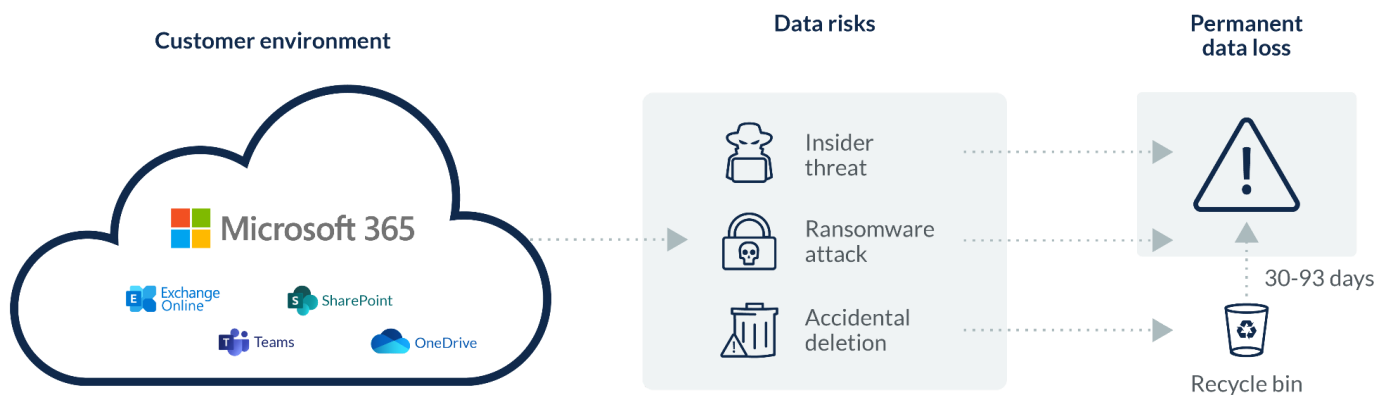 Customer environment
Microsoft 365
E
Exchange
Online
S
SharePoint
T
Teams
OneDrive
Data risks
Insider
threat
Ransomware
attack
Accidental
deletion
Permanent
data loss
30-93 days
Recycle bin